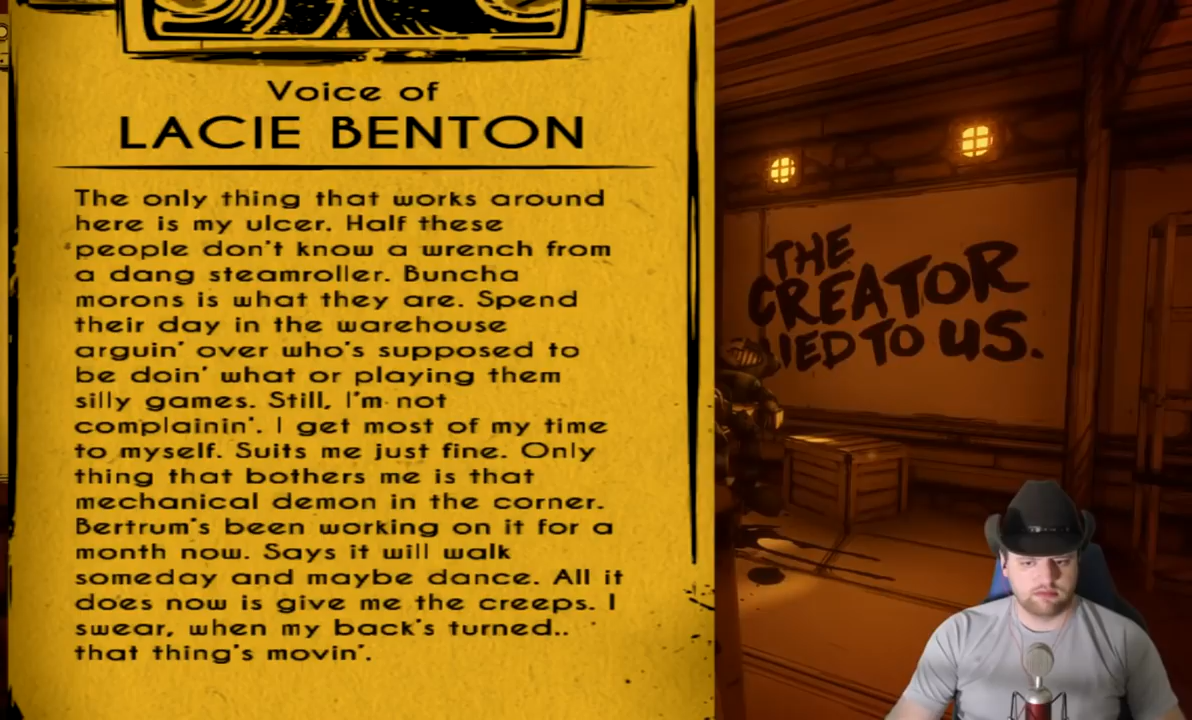 Voice of
LACIE BENTON
The only thing that works around
here is my ulcer. Half these
people don't know a wrench from
a dang steamroller. Buncha
morons is what they are. Spend
their day in the warehouse
arguin' over who's supposed to
be doin' what or playing them
silly games. Still, I'm not
complainin'. I get most of my time
to myself. Suits me just fine. Only
thing that bothers me is that
mechanical demon in the corner.
Bertrum's been working on it for a
month now. Says it will walk
someday and maybe dance. All it
does now is give me the creeps. I
swear, when my back's turned..
that thing's movin'.
THE
CREATOR
LIED TO US.